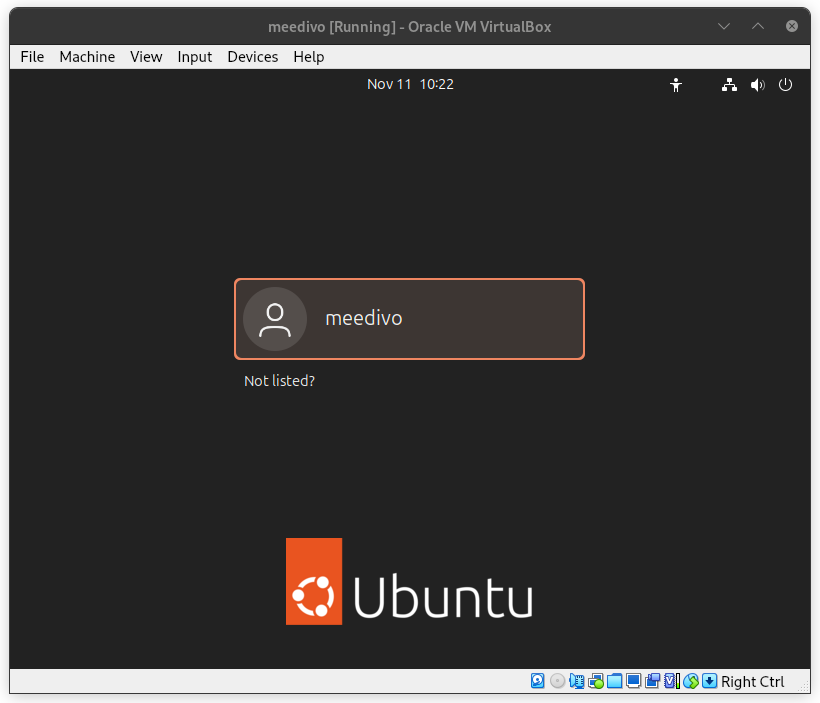 meedivo [Running] - Oracle VM VirtualBox
File Machine View Input Devices Help
Nov 11 10:22
meedivo
Not listed?
Ubuntu
Right Ctrl